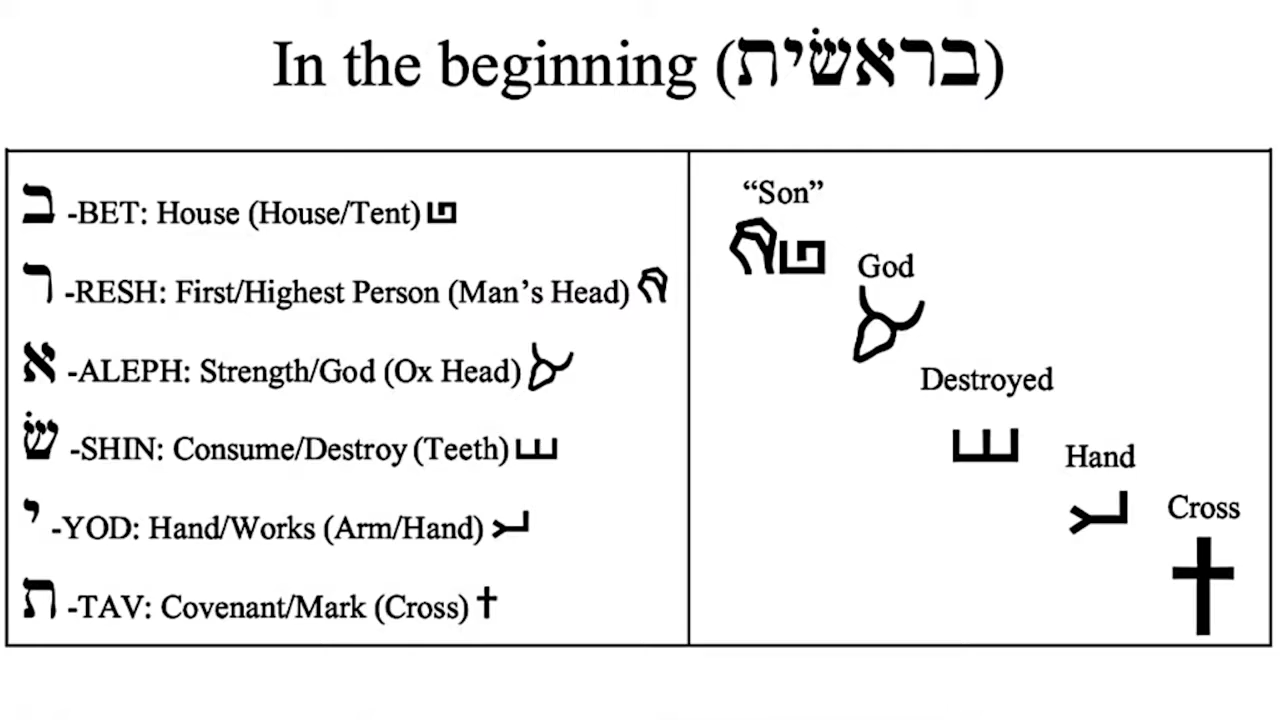 In the beginning (בראשׂית)
ב -BET: House (House/Tent)
ר -RESH: First/Highest Person (Man’s Head)
א -ALEPH: Strength/God (Ox Head)
שׂ -SHIN: Consume/Destroy (Teeth)
י -YOD: Hand/Works (Arm/Hand)
ת -TAV: Covenant/Mark (Cross)
“Son”
God
Destroyed
Hand
Cross